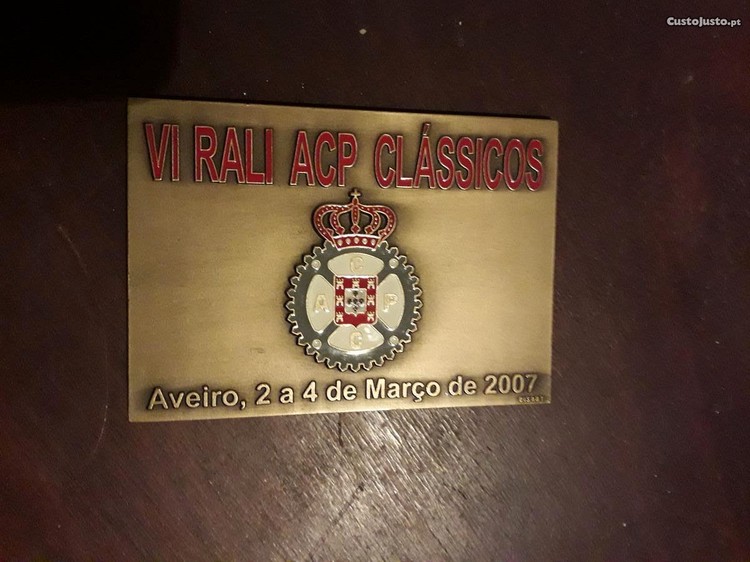 CustoJusto.pt
VI RALI ACP CLÁSSICOS
C
A P
C
Aveiro, 2 a 4 de Março de 2007